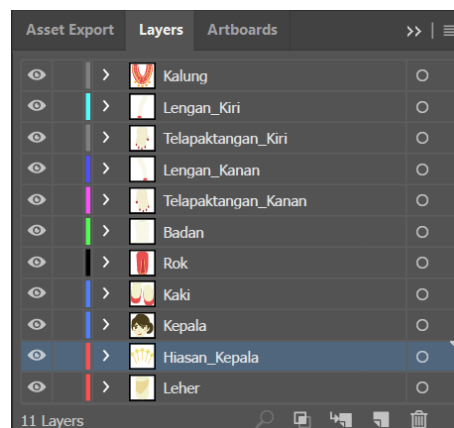 Asset Export Layers Artboards
Kalung
Lengan_Kiri
Telapaktangan_Kiri
Lengan_Kanan
Telapaktangan_Kanan
Badan
Rok
Kaki
Kepala
Hiasan_Kepala
Leher
11 Layers